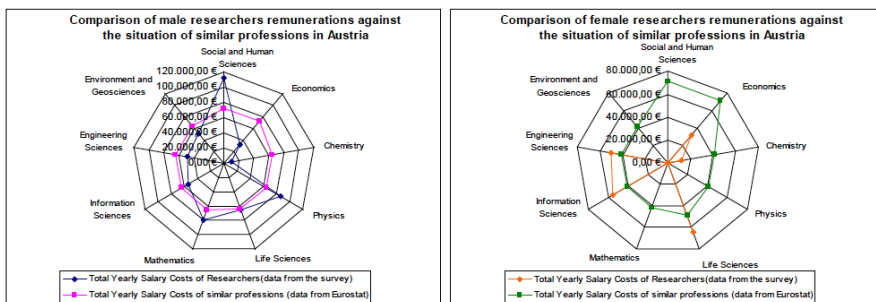 Comparison of male researchers remunerations against
the situation of similar professions in Austria
Social and Human
Sciences
120.000,00 €
100.000,00 €
80.000,00 €
60.000,00 €
40.000,00 €
20.000,00 €
0,00 €
Economics
Chemistry
Physics
Life Sciences
Mathematics
Information
Sciences
Engineering
Sciences
Environment and
Geosciences
Total Yearly Salary Costs of Researchers(data from the survey)
Total Yearly Salary Costs of similar professions (data from Eurostat)
Comparison of female researchers remunerations against
the situation of similar professions in Austria
Social and Human
Sciences
80.000,00 €
60.000,00 €
40.000,00 €
20.000,00 €
0,00 €
Economics
Chemistry
Physics
Life Sciences
Mathematics
Information
Sciences
Engineering
Sciences
Environment and
Geosciences
Total Yearly Salary Costs of Researchers (data from the survey)
Total Yearly Salary Costs of similar professions (data from Eurostat)